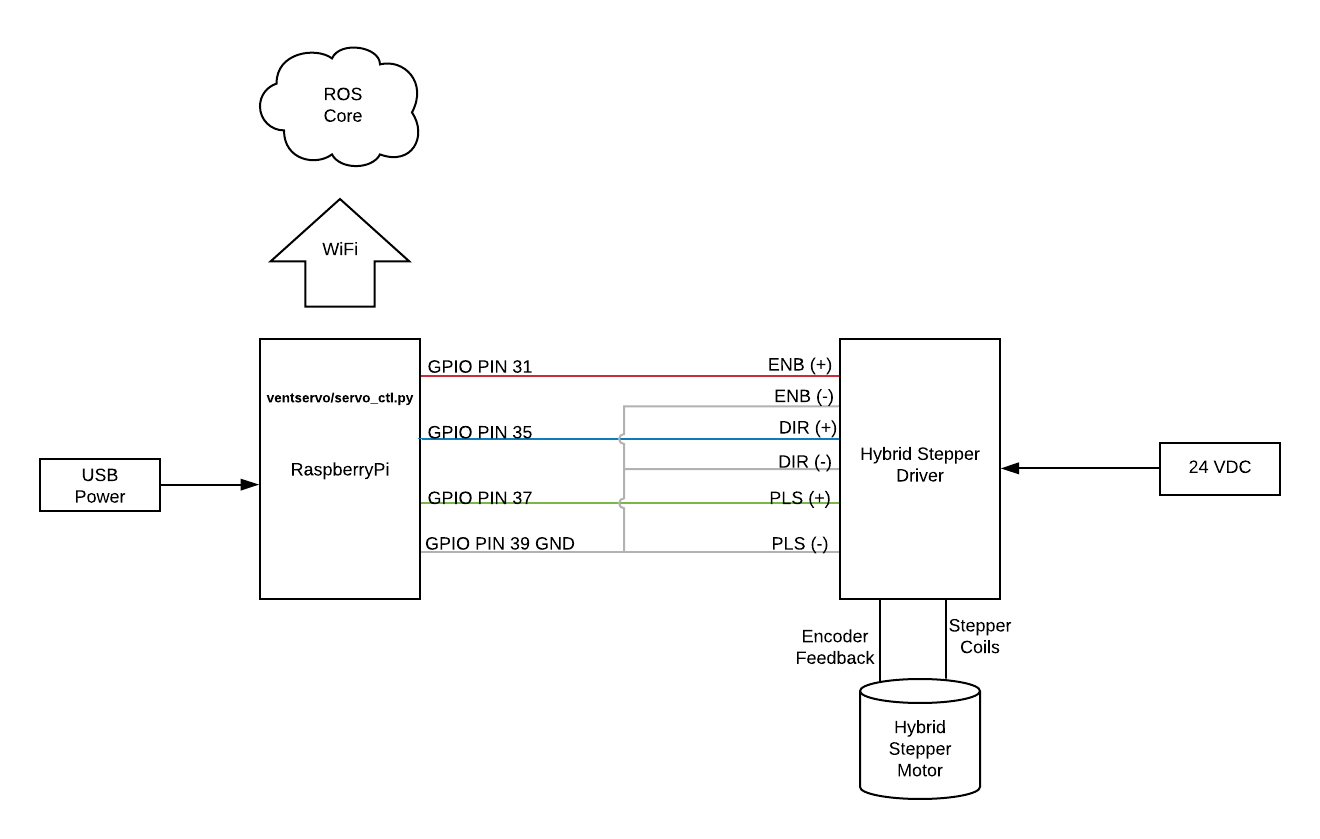 ROS
Core
WiFi
GPIO PIN 31
ENB (+)
ventservo/servo_ctl.py
ENB (-)
GPIO PIN 35
DIR (+)
RaspberryPi
DIR (-)
Hybrid Stepper
Driver
24 VDC
USB
Power
GPIO PIN 37
PLS (+)
GPIO PIN 39 GND
PLS (-)
Encoder
Feedback
Stepper
Coils
Hybrid
Stepper
Motor